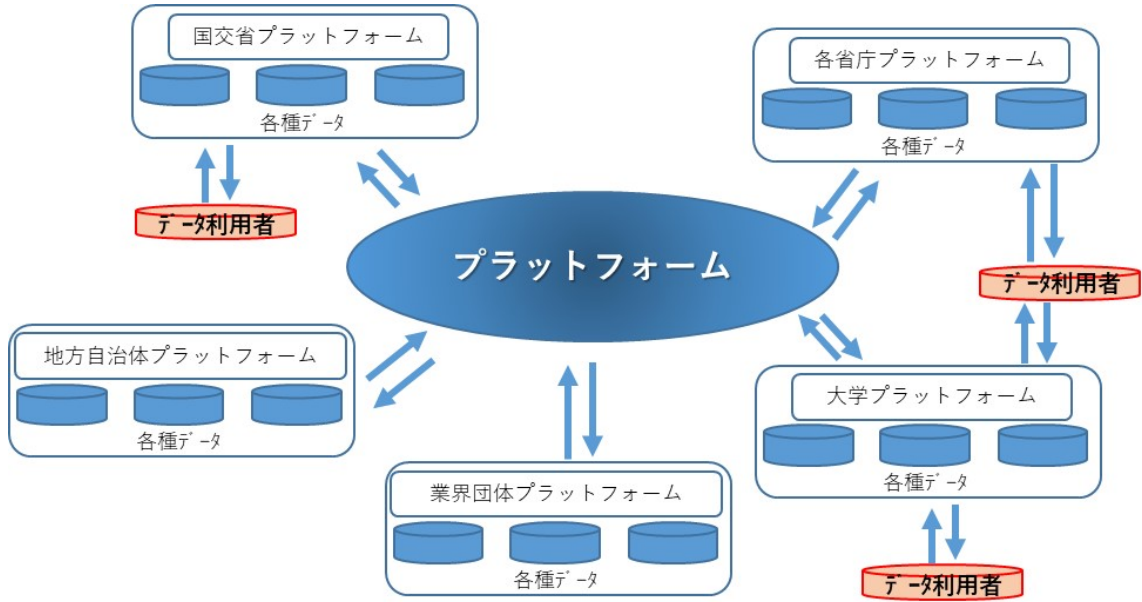 国交省プラットフォーム
各種ﾃﾞｰﾀ
ﾃﾞｰﾀ利用者
各省庁プラットフォーム
各種ﾃﾞｰﾀ
プラットフォーム
ﾃﾞｰﾀ利用者
地方自治体プラットフォーム
各種ﾃﾞｰﾀ
大学プラットフォーム
各種ﾃﾞｰﾀ
業界団体プラットフォーム
各種ﾃﾞｰﾀ
ﾃﾞｰﾀ利用者